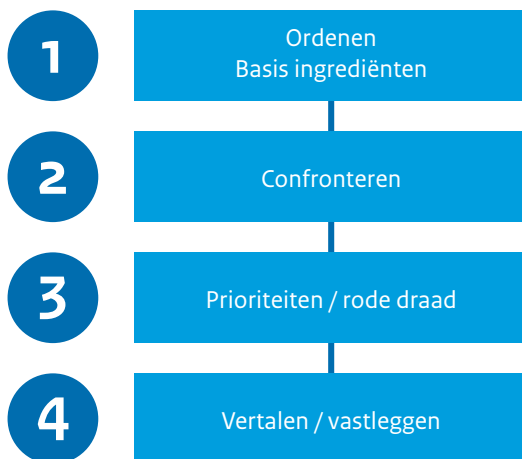 1
Ordenen
Basis ingrediënten
2
Confronteren
3
Prioriteiten / rode draad
4
Vertalen / vastleggen